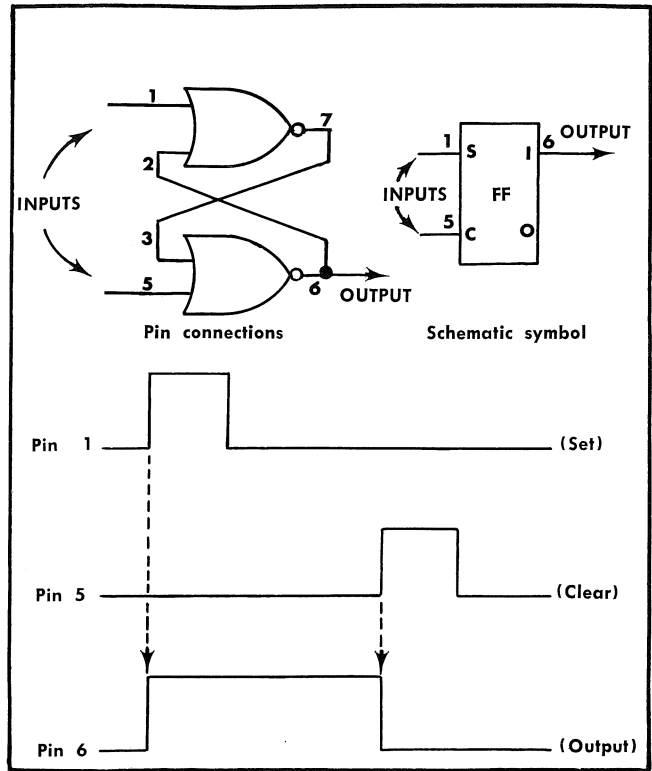 1
7
2
INPUTS
3
5
6
OUTPUT
Pin connections
1
S
I
6
OUTPUT
INPUTS
FF
5
C
O
Schematic symbol
Pin 1
(Set)
Pin 5
(Clear)
Pin 6
(Output)